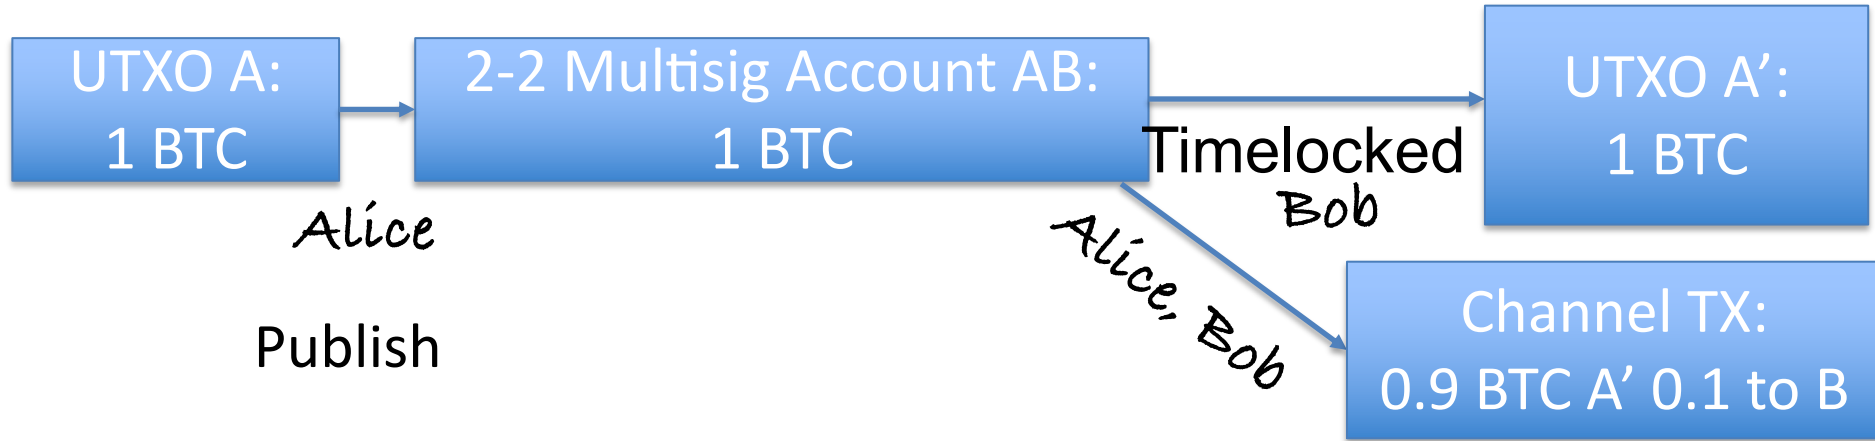 UTXO A:
1 BTC
2-2 Multisig Account AB:
1 BTC
UTXO A’:
1 BTC
Timelocked
Bob
Alice
Alice, Bob
Publish
Channel TX:
0.9 BTC A’ 0.1 to B